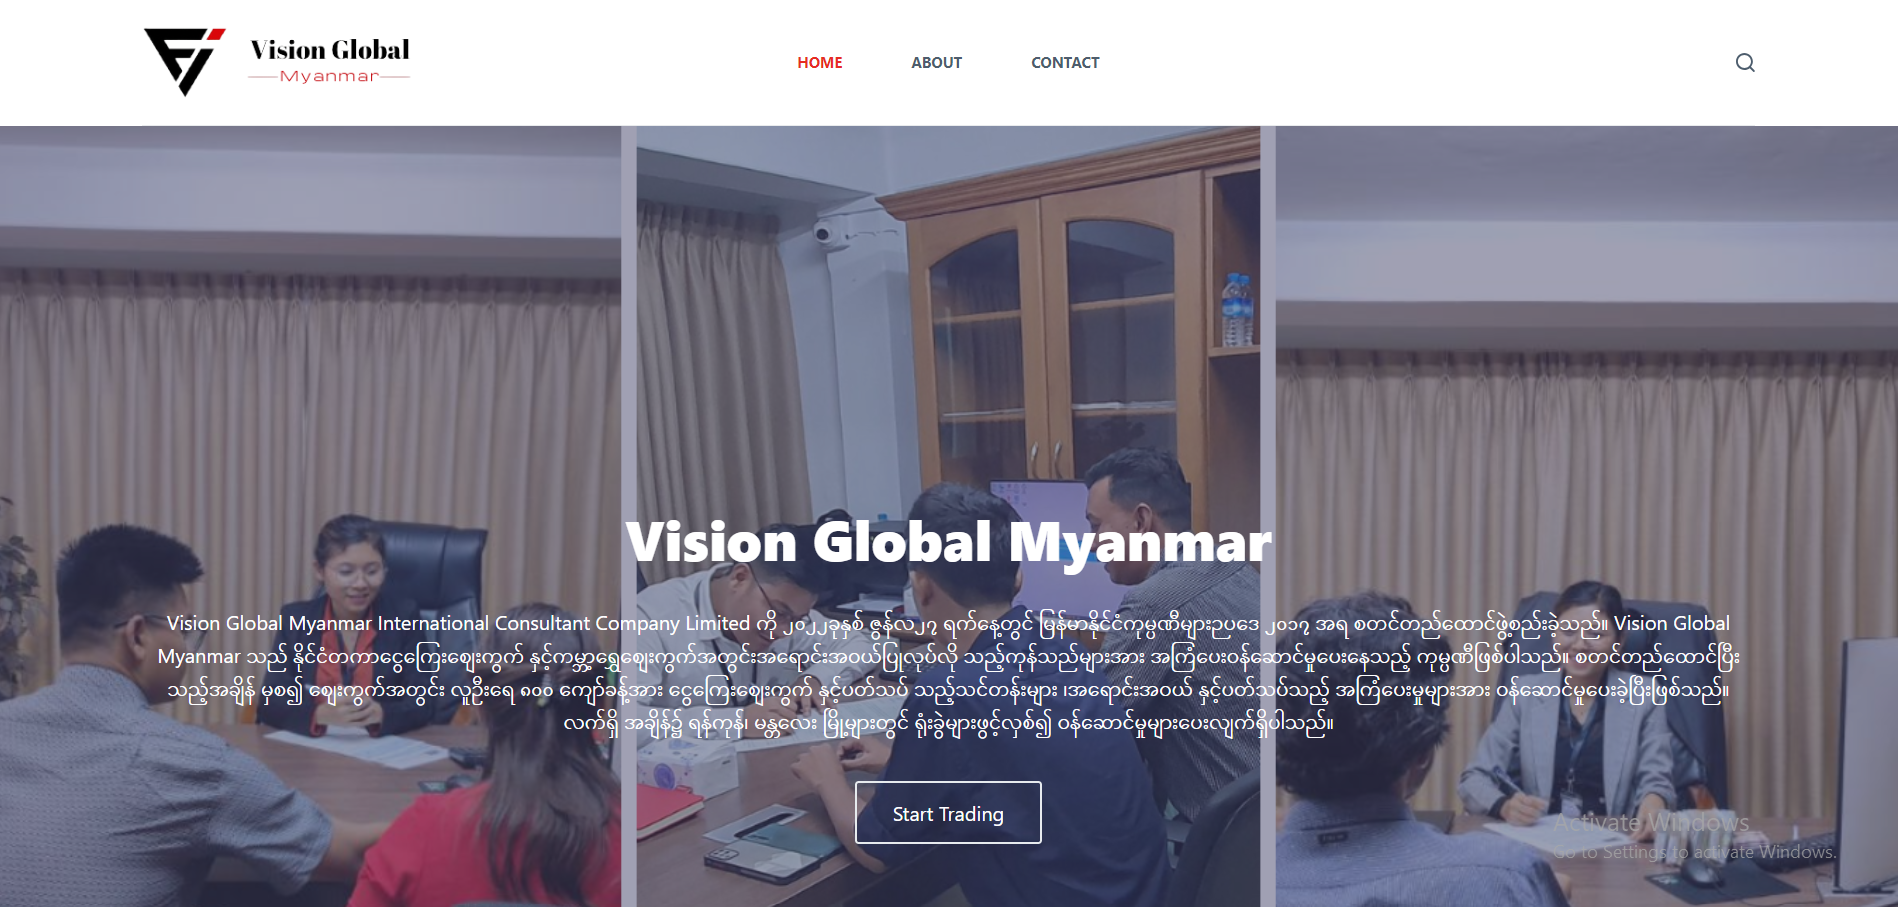 Vision Global
Myanmar
HOME
ABOUT
CONTACT
Vision Global Myanmar
Vision Global Myanmar International Consultant Company Limited ကို ၂၀၂၂ခုနှစ် ဇွန်လ၂၇ ရက်နေ့တွင် မြန်မာနိုင်ငံကုမ္ပဏီများဥပဒေ ၂၀၁၇ အရ စတင်တည်ထောင်ဖွဲ့စည်းခဲ့သည်။ Vision Global
Myanmar သည် နိုင်ငံတကာငွေကြေးဈေးကွက် နှင့်ကမ္ဘာ့ရွှေဈေးကွက်အတွင်းအရောင်းအဝယ်ပြုလုပ်လို သည့်ကုန်သည်များအား အကြံပေးဝန်ဆောင်မှုပေးနေသည့် ကုမ္ပဏီဖြစ်ပါသည်။ စတင်တည်ထောင်ပြီး
သည့်အချိန် မှစ၍ ဈေးကွက်အတွင်း လူဦးရေ ၈၀၀ ကျော်ခန့်အား ငွေကြေးဈေးကွက် နှင့်ပတ်သပ် သည့်သင်တန်းများ ၊အရောင်းအဝယ် နှင့်ပတ်သပ်သည့် အကြံပေးမှုများအား ဝန်ဆောင်မှုပေးခဲ့ပြီးဖြစ်သည်။
လက်ရှိ အချိန်၌ ရန်ကုန်၊ မန္တလေး မြို့များတွင် ရုံးခွဲများဖွင့်လှစ်၍ ဝန်ဆောင်မှုများပေးလျက်ရှိပါသည်။
Start Trading
Activate Windows
Go to Settings to activate Windows.